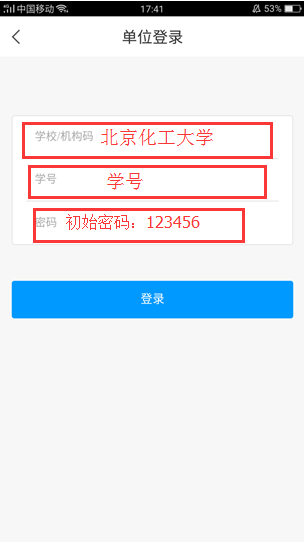 中国移动 17:41 53%
单位登录
学校/机构码 北京化工大学
学号 学号
密码 初始密码：123456
登录